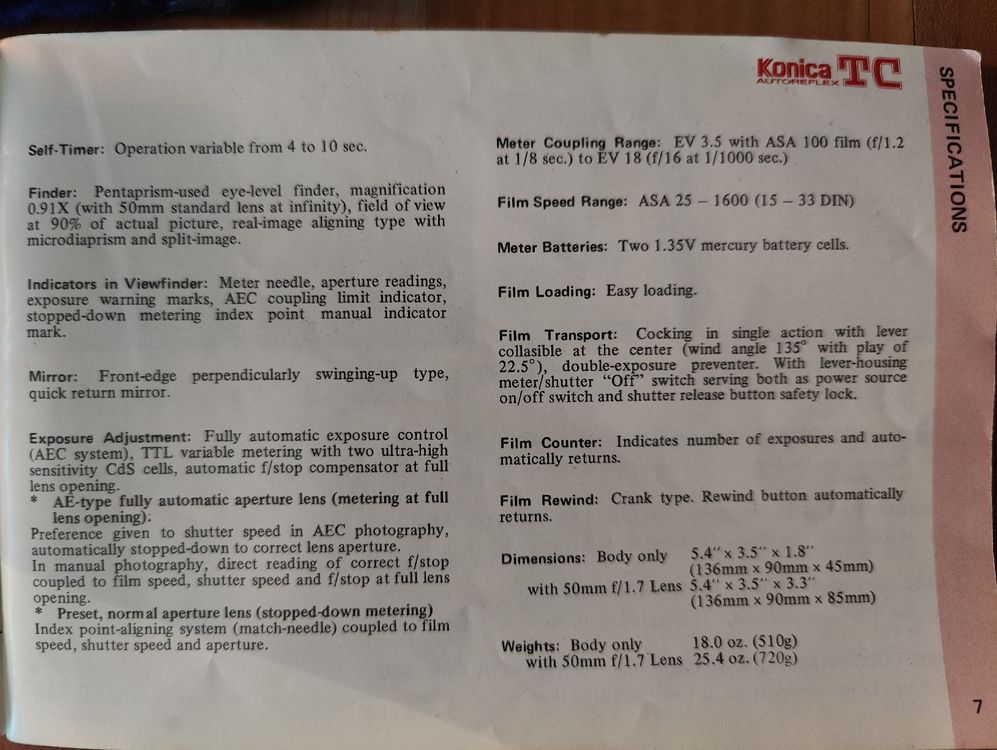 Konica TC
AUTOREFLEX
SPECIFICATIONS
Self-Timer: Operation variable from 4 to 10 sec.
Finder: Pentaprism-used eye-level finder, magnification
0.91X (with 50mm standard lens at infinity), field of view
at 90% of actual picture, real-image aligning type with
microdiaprism and split-image.
Indicators in Viewfinder: Meter needle, aperture readings,
exposure warning marks, AEC coupling limit indicator,
stopped-down metering index point manual indicator
mark.
Mirror: Front-edge perpendicularly swinging-up type,
quick return mirror.
Exposure Adjustment: Fully automatic exposure control
(AEC system), TTL variable metering with two ultra-high
sensitivity CdS cells, automatic f/stop compensator at full
lens opening.
* AE-type fully automatic aperture lens (metering at full
lens opening):
Preference given to shutter speed in AEC photography,
automatically stopped-down to correct lens aperture.
In manual photography, direct reading of correct f/stop
coupled to film speed, shutter speed and f/stop at full lens
opening.
* Preset, normal aperture lens (stopped-down metering)
Index point-aligning system (match-needle) coupled to film
speed, shutter speed and aperture.
Meter Coupling Range: EV 3.5 with ASA 100 film (f/1.2
at 1/8 sec.) to EV 18 (f/16 at 1/1000 sec.)
Film Speed Range: ASA 25 – 1600 (15 – 33 DIN)
Meter Batteries: Two 1.35V mercury battery cells.
Film Loading: Easy loading.
Film Transport: Cocking in single action with lever
collasible at the center (wind angle 135° with play of
22.5°), double-exposure preventer. With lever-housing
meter/shutter “Off” switch serving both as power source
on/off switch and shutter release button safety lock.
Film Counter: Indicates number of exposures and auto-
matically returns.
Film Rewind: Crank type. Rewind button automatically
returns.
Dimensions: Body only 5.4'' x 3.5'' x 1.8''
(136mm x 90mm x 45mm)
with 50mm f/1.7 Lens 5.4'' x 3.5'' x 3.3''
(136mm x 90mm x 85mm)
Weights: Body only 18.0 oz. (510g)
with 50mm f/1.7 Lens 25.4 oz. (720g)
7